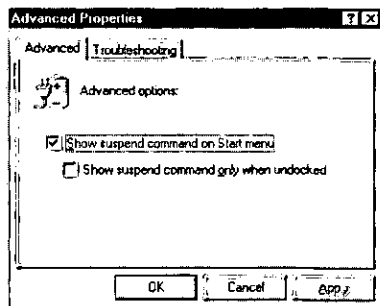 Advanced Properties
Advanced Troubleshooting
Advanced options:
Show suspend command on Start menu
Show suspend command only when undocked
OK Cancel Apply